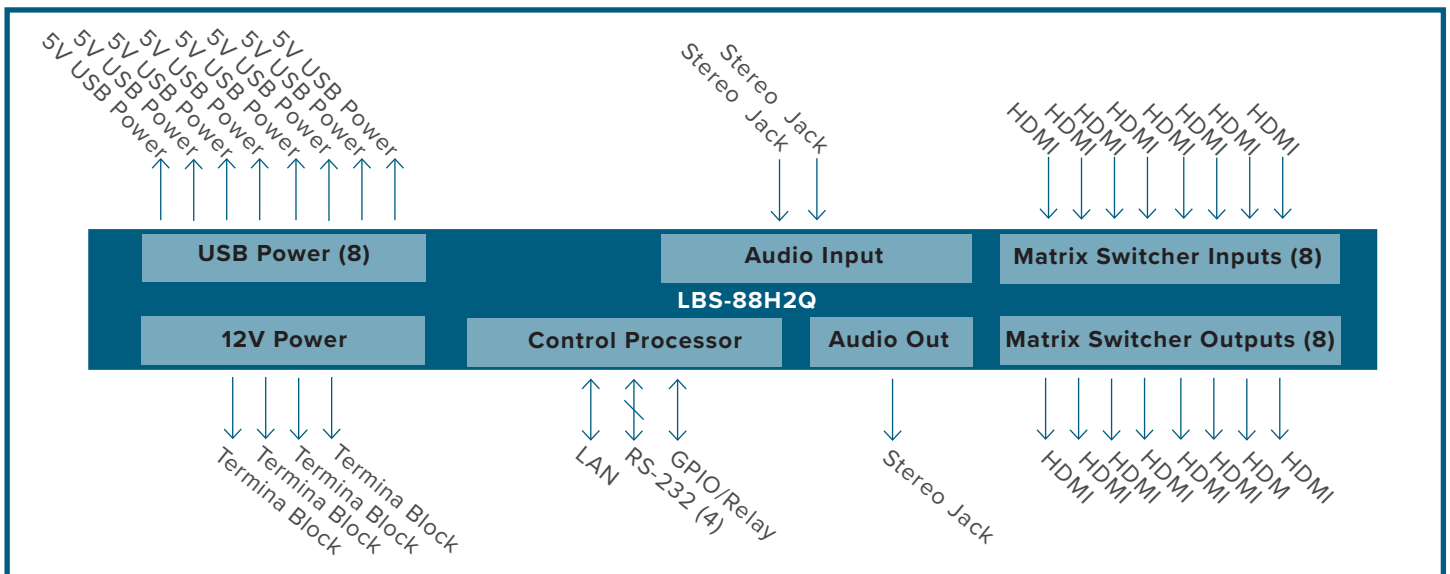 5V USB Power
5V USB Power
5V USB Power
5V USB Power
5V USB Power
5V USB Power
5V USB Power
5V USB Power
Stereo Jack
Stereo Jack
HDMI
HDMI
HDMI
HDMI
HDMI
HDMI
HDMI
HDMI
USB Power (8)
Audio Input
Matrix Switcher Inputs (8)
LBS-88H2Q
12V Power
Control Processor
Audio Out
Matrix Switcher Outputs (8)
Termina Block
Termina Block
Termina Block
Termina Block
LAN
RS-232 (4)
GPIO/Relay
Stereo Jack
HDMI
HDMI
HDMI
HDMI
HDMI
HDMI
HDM
HDMI